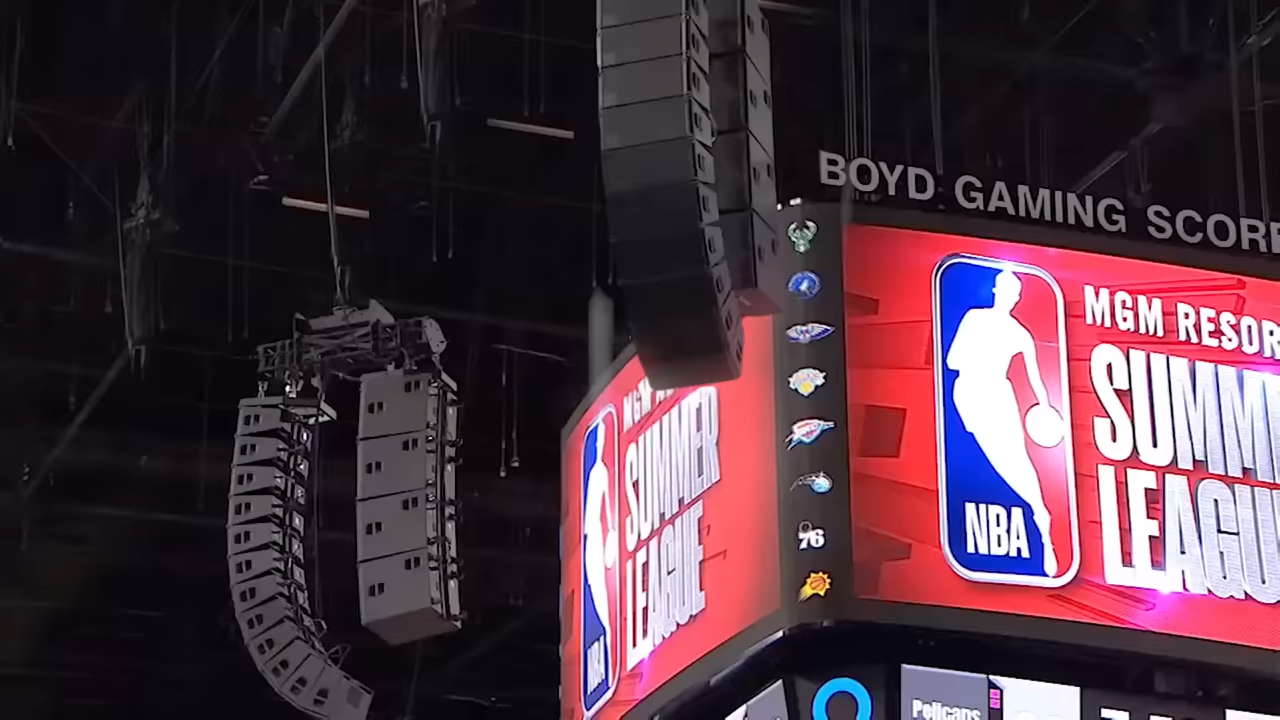 BOYD GAMING SCORE
MGM RESOR
SUMM
LEAGU
NBA
SUMMER
LEAGUE
NBA
76
Pelicans